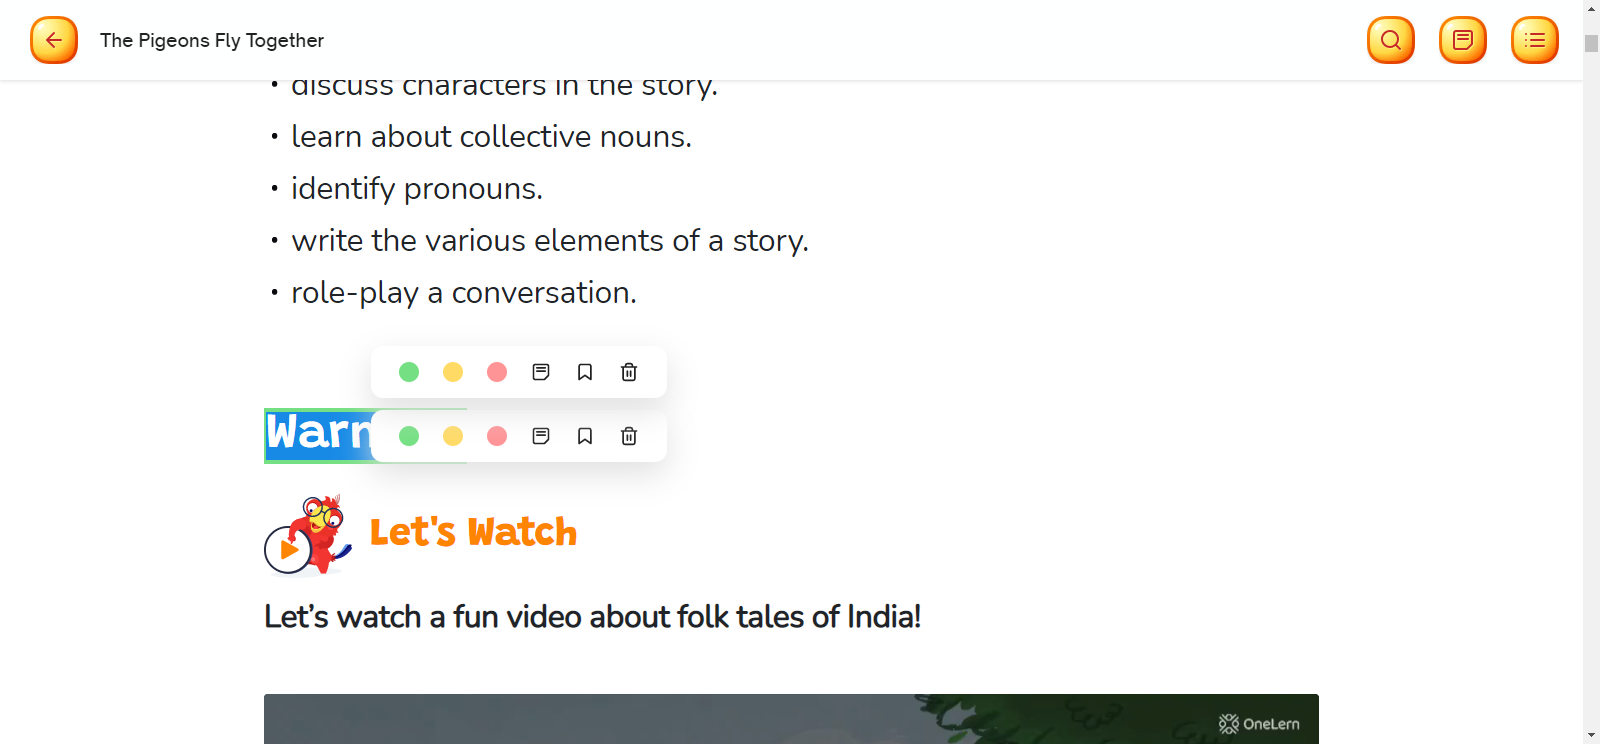 The Pigeons Fly Together
• discuss characters in the story.
• learn about collective nouns.
• identify pronouns.
• write the various elements of a story.
• role-play a conversation.
Let's Watch
Let’s watch a fun video about folk tales of India!
OneLern